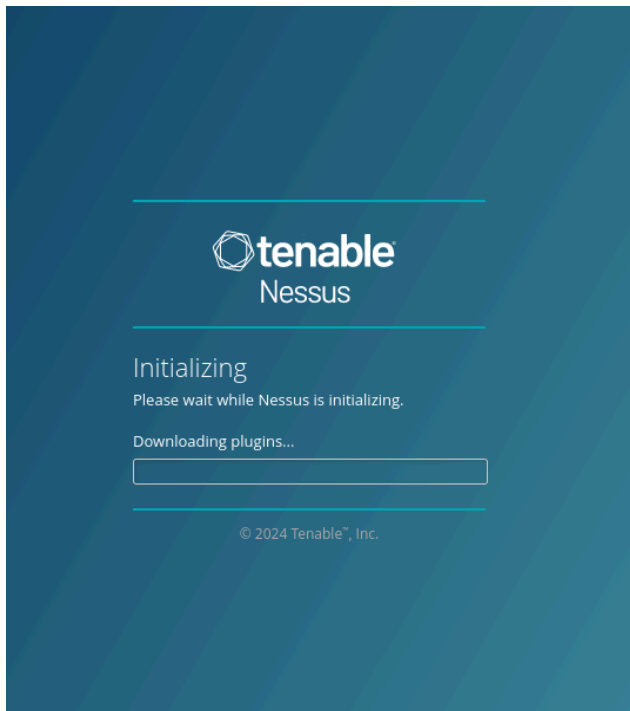 tenable®
Nessus
Initializing
Please wait while Nessus is initializing.
Downloading plugins...
© 2024 Tenable™, Inc.